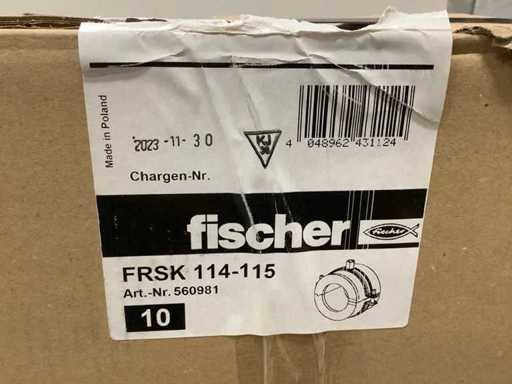 Made in Poland
2023 -11- 30
KJ
4 048962 431124
Chargen-Nr.
fischer
fischer
FRSK 114-115
Art.-Nr. 560981
10